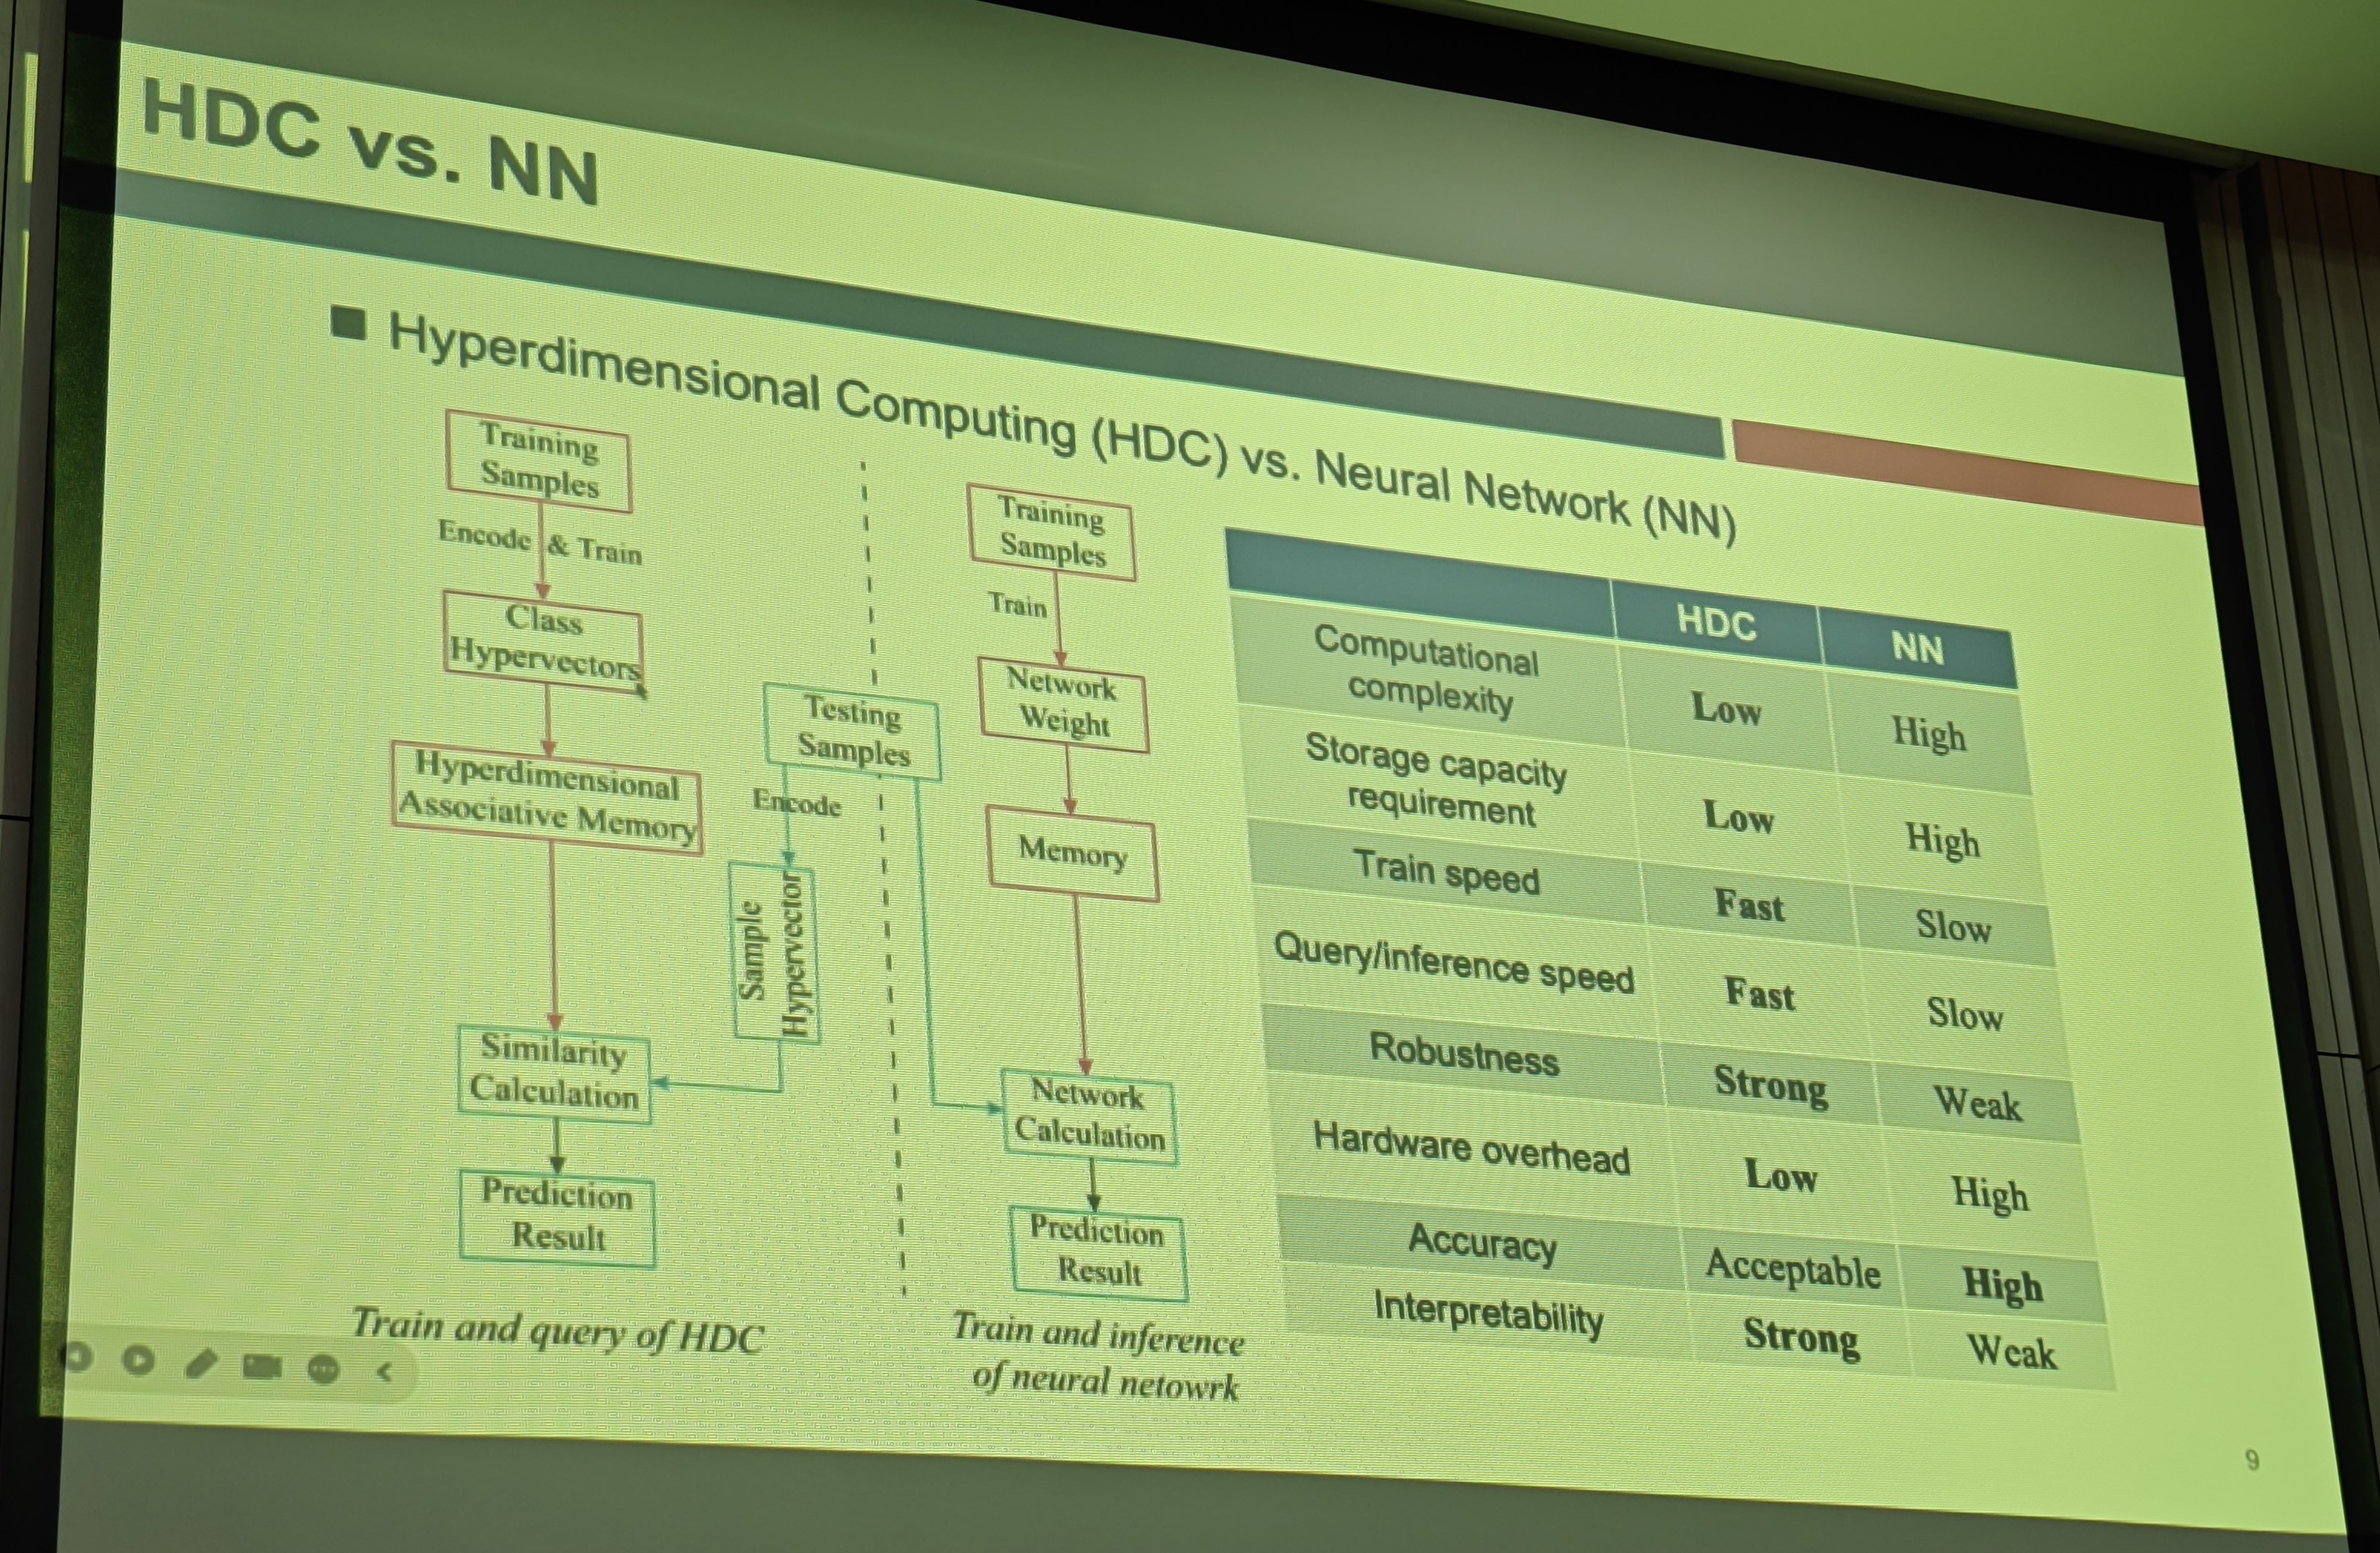 HDC vs. NN
■ Hyperdimensional Computing (HDC) vs. Neural Network (NN)
Training
Samples
Encode & Train
Class
Hypervectors
Hyperdimensional
Associative Memory
Similarity
Calculation
Prediction
Result
Train and query of HDC
Testing
Samples
Encode
Sample
Hypervector
Training
Samples
Train
Network
Weight
Memory
Network
Calculation
Prediction
Result
Train and inference
of neural netowrk
HDC NN
Computational
complexity
Low High
Storage capacity
requirement
Low High
Train speed Fast Slow
Query/inference speed Fast Slow
Robustness Strong Weak
Hardware overhead Low High
Accuracy Acceptable High
Interpretability Strong Weak
9